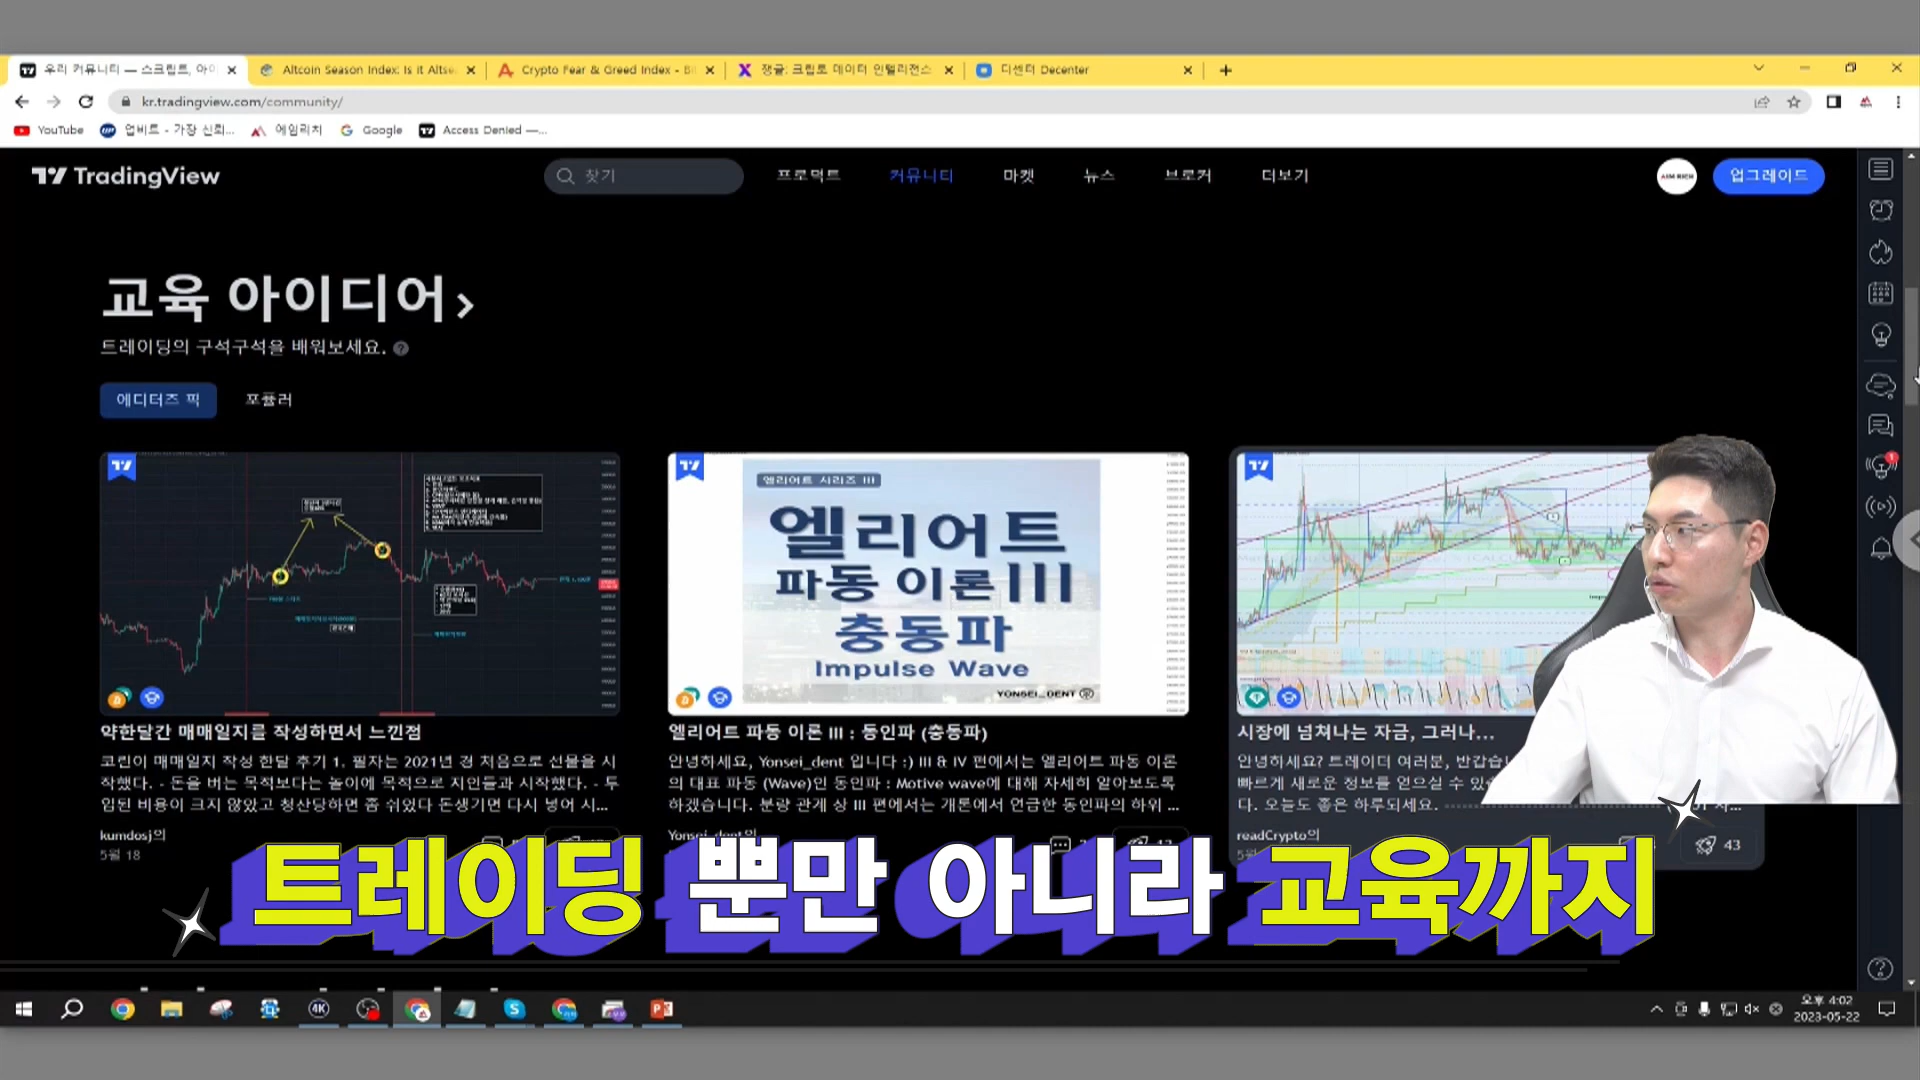 우리 커뮤니티 — 스크립트, 아이
Altcoin Season Index: Is it Altse
Crypto Fear & Greed Index - Bi
쟁글: 크립토 데이터 인텔리전스
디센터 Decenter
kr.tradingview.com/community/
YouTube
업비트 - 가장 신뢰...
에임리치
Google
Access Denied —...
TradingView
찾기
프로덕트
커뮤니티
마켓
뉴스
브로커
더보기
AIM RICH
업그레이드
교육 아이디어
트레이딩의 구석구석을 배워보세요.
에디터즈 픽
포퓰러
엘리어트 시리즈 III
엘리어트
파동 이론 III
충동파
Impulse Wave
YONSEI_DENT
약한달간 매매일지를 작성하면서 느낀점
코린이 매매일지 작성 한달 후기 1. 필자는 2021년 경 처음으로 선물을 시
작했다. - 돈을 버는 목적보다는 놀이에 목적으로 지인들과 시작했다. - 투
입된 비용이 크지 않았고 청산당하면 좀 쉬었다 돈생기면 다시 넣어 시...
kumdosj의
5월 18
엘리어트 파동 이론 III : 동인파 (충동파)
안녕하세요, Yonsei_dent 입니다 :) III & IV 편에서는 엘리어트 파동 이론
의 대표 파동 (Wave)인 동인파 : Motive wave에 대해 자세히 알아보도록
하겠습니다. 분량 관계 상 III 편에서는 개론에서 언급한 동인파의 하위 ...
Yonsei_dent의
시장에 넘쳐나는 자금, 그러나...
안녕하세요? 트레이더 여러분, 반갑습니
빠르게 새로운 정보를 얻으실 수 있
다. 오늘도 좋은 하루되세요.
readCrypto의
43
트레이딩 뿐만 아니라 교육까지
4K
오후 4:02
2023-05-22